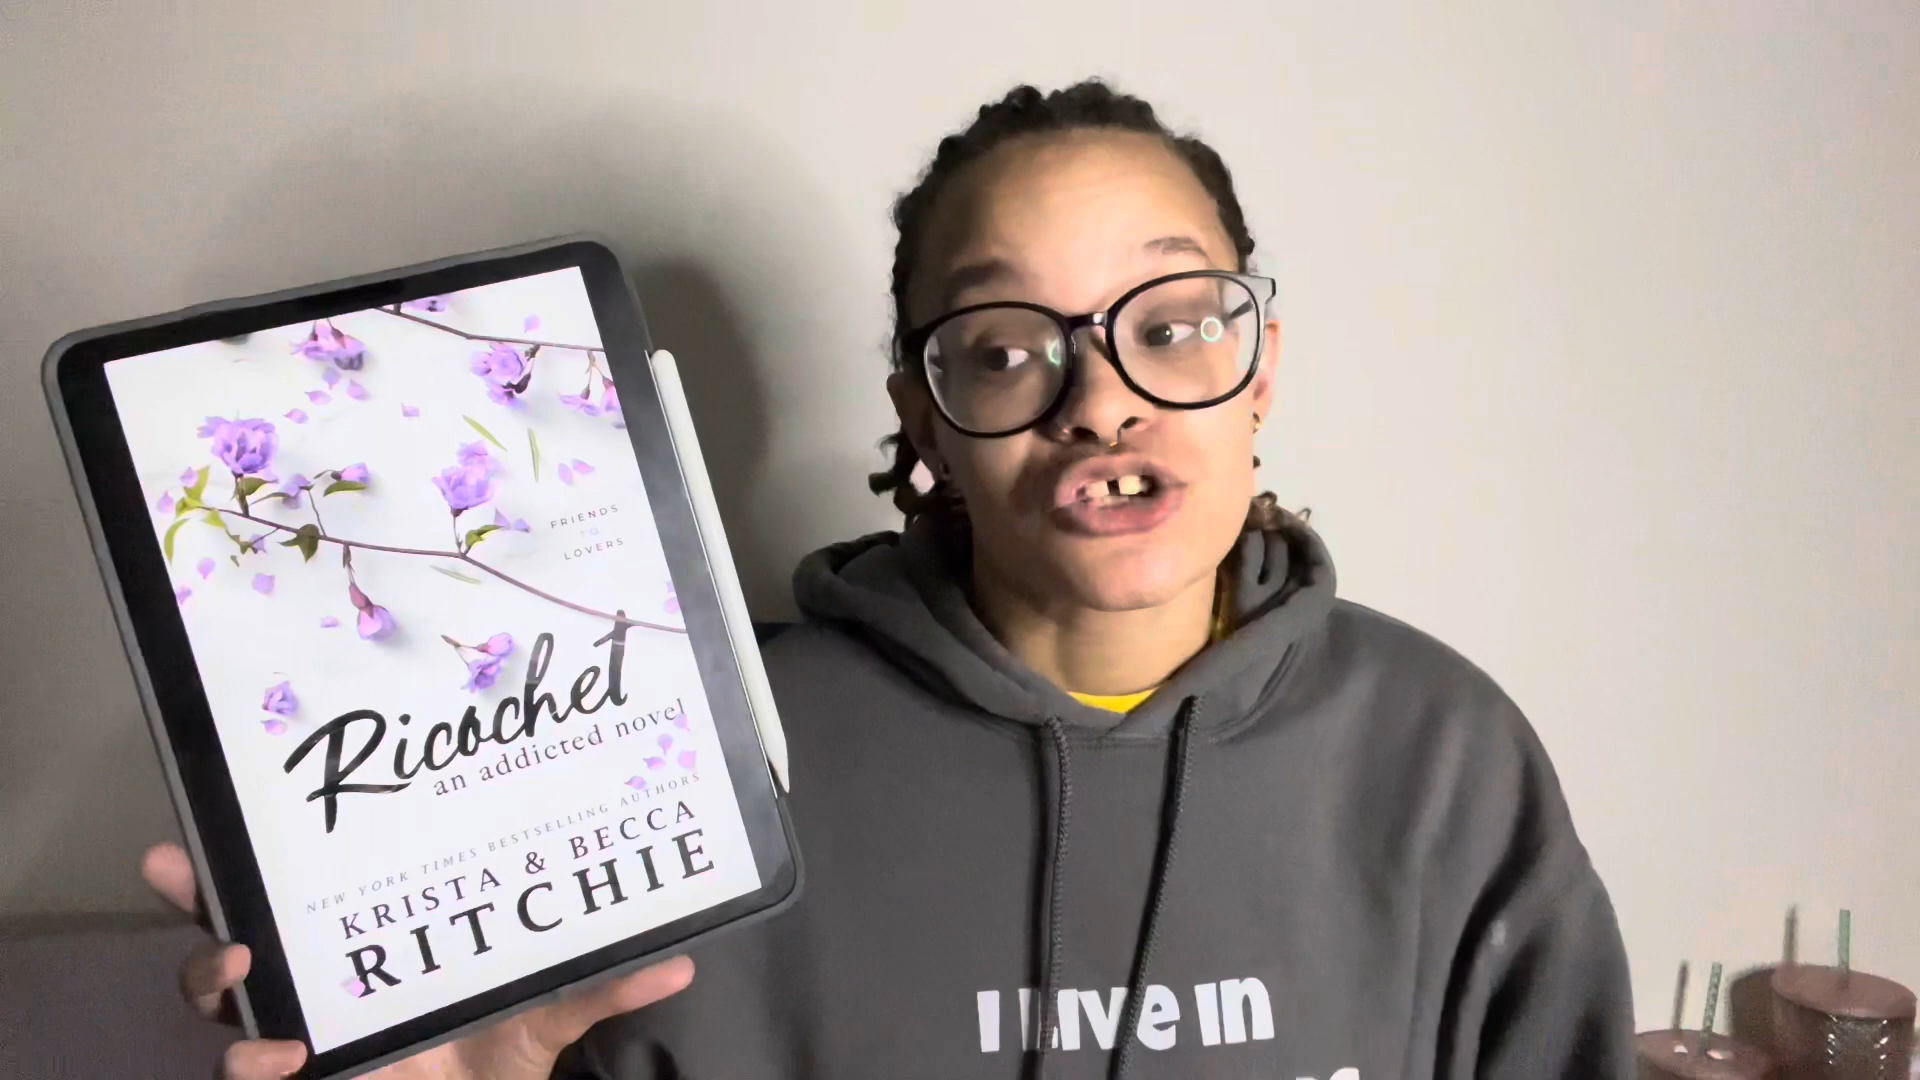 FRIENDS
TO
LOVERS
Ricochet
an addicted novel
NEW YORK TIMES BESTSELLING AUTHORS
KRISTA & BECCA
RITCHIE
I LIVE IN